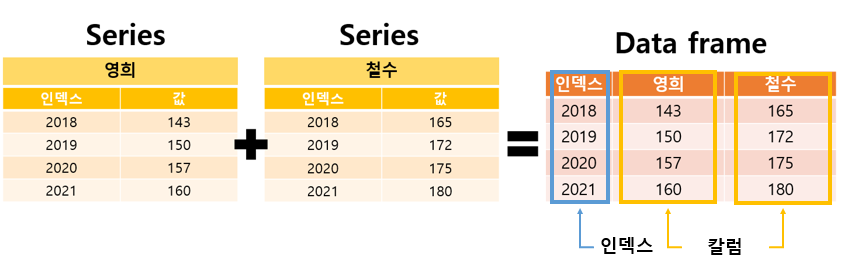 Series
영희
인덱스 값
2018 143
2019 150
2020 157
2021 160
+
Series
철수
인덱스 값
2018 165
2019 172
2020 175
2021 180
=
Data frame
인덱스 영희 철수
2018 143 165
2019 150 172
2020 157 175
2021 160 180
인덱스 칼럼